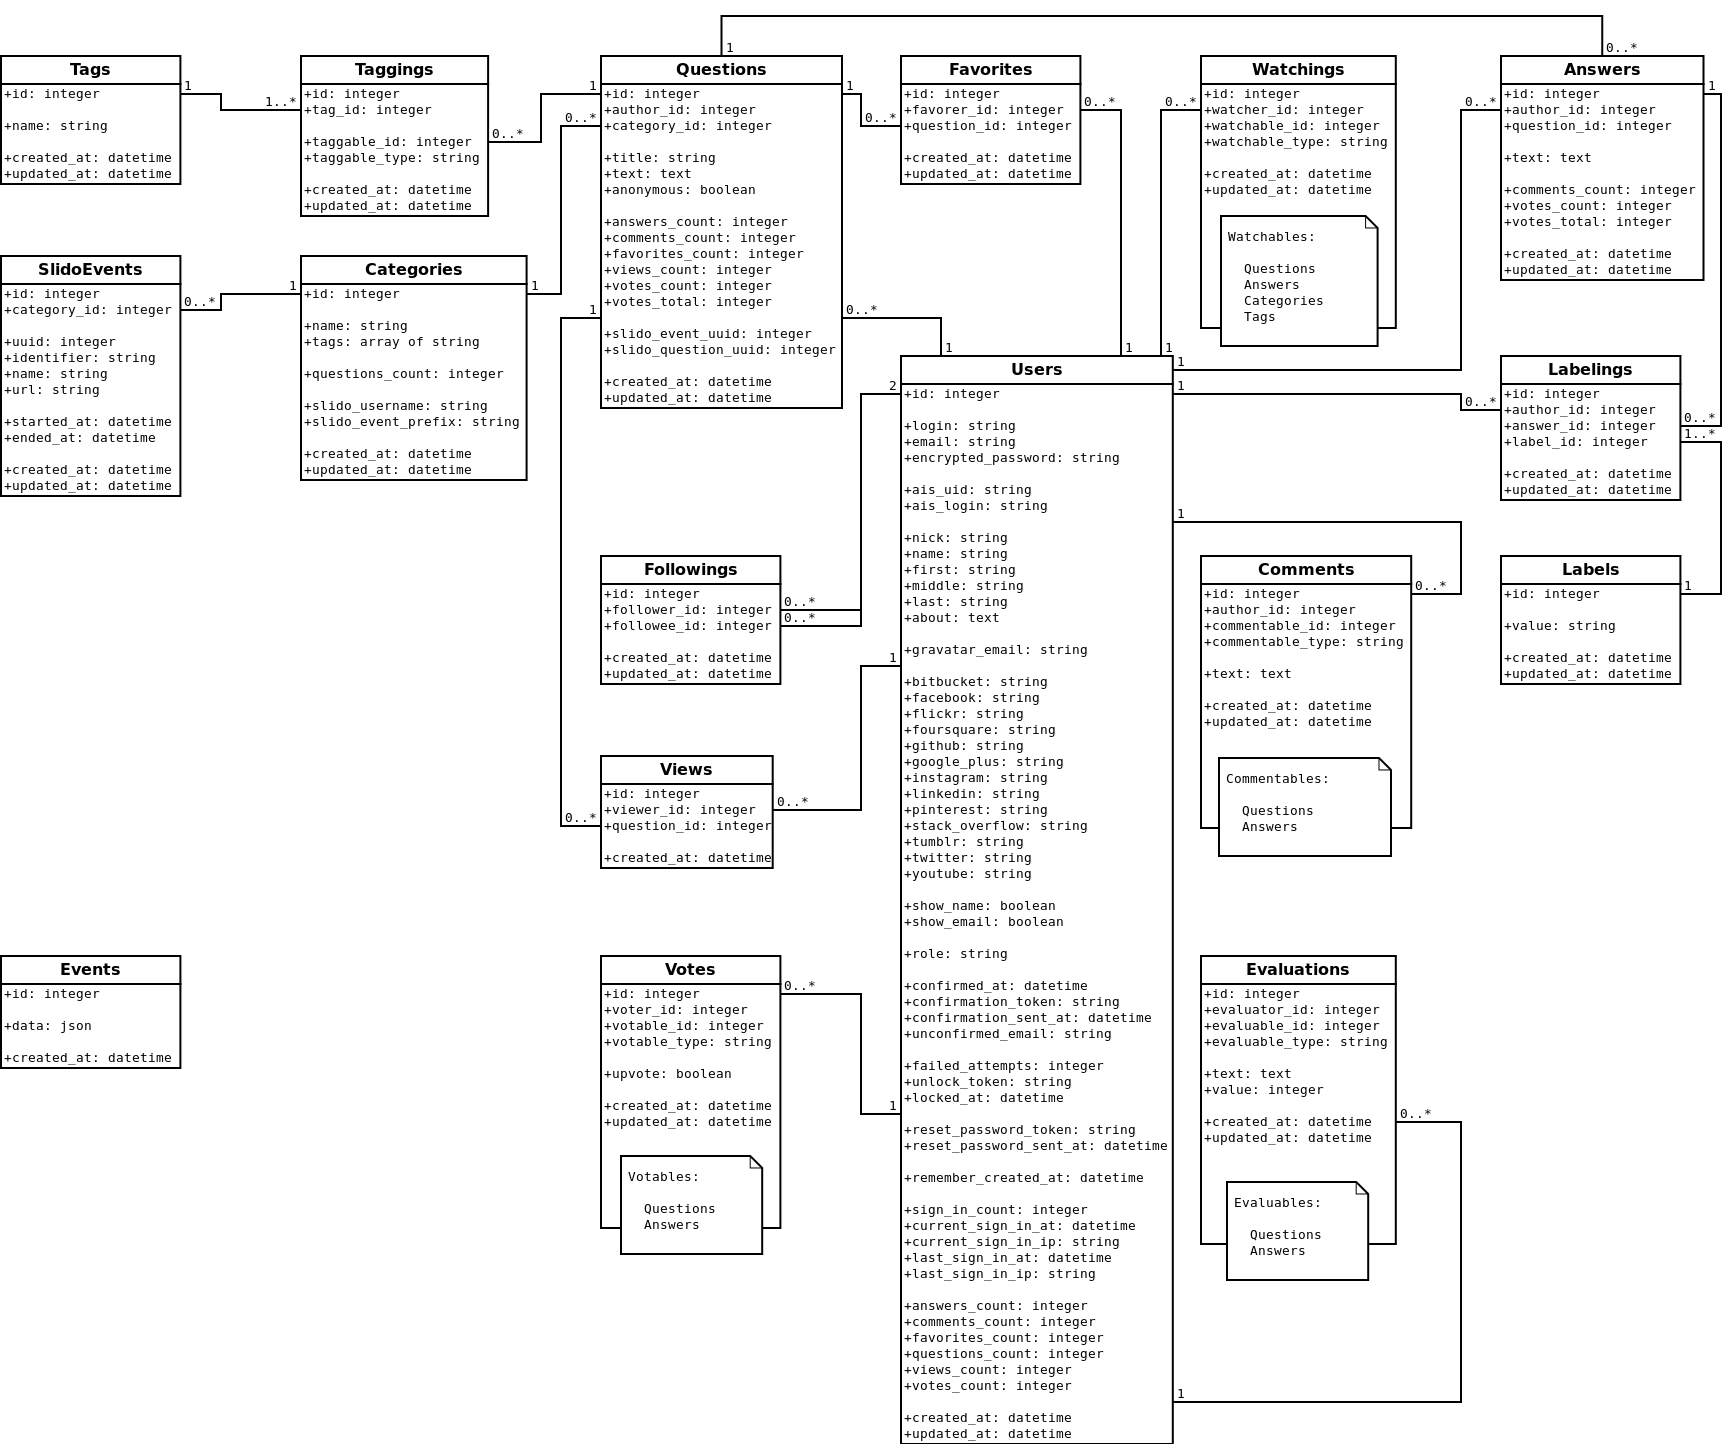 1
0..*
Tags
+id: integer
+name: string
+created_at: datetime
+updated_at: datetime
1
1..*
Taggings
+id: integer
+tag_id: integer
+taggable_id: integer
+taggable_type: string
+created_at: datetime
+updated_at: datetime
0..*
1
Questions
+id: integer
+author_id: integer
+category_id: integer
+title: string
+text: text
+anonymous: boolean
+answers_count: integer
+comments_count: integer
+favorites_count: integer
+views_count: integer
+votes_count: integer
+votes_total: integer
+slido_event_uuid: integer
+slido_question_uuid: integer
+created_at: datetime
+updated_at: datetime
0..*
1
1
0..*
0..*
1
Favorites
+id: integer
+favorer_id: integer
+question_id: integer
+created_at: datetime
+updated_at: datetime
0..*
1
Watchings
+id: integer
+watcher_id: integer
+watchable_id: integer
+watchable_type: string
+created_at: datetime
+updated_at: datetime
Watchables:
Questions
Answers
Categories
Tags
0..*
1
Answers
+id: integer
+author_id: integer
+question_id: integer
+text: text
+comments_count: integer
+votes_count: integer
+votes_total: integer
+created_at: datetime
+updated_at: datetime
0..*
1
1
SlidoEvents
+id: integer
+category_id: integer
+uuid: integer
+identifier: string
+name: string
+url: string
+started_at: datetime
+ended_at: datetime
+created_at: datetime
+updated_at: datetime
0..*
1
Categories
+id: integer
+name: string
+tags: array of string
+questions_count: integer
+slido_username: string
+slido_event_prefix: string
+created_at: datetime
+updated_at: datetime
1
Users
+id: integer
+login: string
+email: string
+encrypted_password: string
+ais_uid: string
+ais_login: string
+nick: string
+name: string
+first: string
+middle: string
+last: string
+about: text
+gravatar_email: string
+bitbucket: string
+facebook: string
+flickr: string
+foursquare: string
+github: string
+google_plus: string
+instagram: string
+linkedin: string
+pinterest: string
+stack_overflow: string
+tumblr: string
+twitter: string
+youtube: string
+show_name: boolean
+show_email: boolean
+role: string
+confirmed_at: datetime
+confirmation_token: string
+confirmation_sent_at: datetime
+unconfirmed_email: string
+failed_attempts: integer
+unlock_token: string
+locked_at: datetime
+reset_password_token: string
+reset_password_sent_at: datetime
+remember_created_at: datetime
+sign_in_count: integer
+current_sign_in_at: datetime
+current_sign_in_ip: string
+last_sign_in_at: datetime
+last_sign_in_ip: string
+answers_count: integer
+comments_count: integer
+favorites_count: integer
+questions_count: integer
+views_count: integer
+votes_count: integer
+created_at: datetime
+updated_at: datetime
2
1
1
1
1
1
Labelings
+id: integer
+author_id: integer
+answer_id: integer
+label_id: integer
+created_at: datetime
+updated_at: datetime
0..*
0..*
1..*
Followings
+id: integer
+follower_id: integer
+followee_id: integer
+created_at: datetime
+updated_at: datetime
0..*
0..*
Comments
+id: integer
+author_id: integer
+commentable_id: integer
+commentable_type: string
+text: text
+created_at: datetime
+updated_at: datetime
Commentables:
Questions
Answers
0..*
Labels
+id: integer
+value: string
+created_at: datetime
+updated_at: datetime
1
Views
+id: integer
+viewer_id: integer
+question_id: integer
+created_at: datetime
0..*
0..*
Events
+id: integer
+data: json
+created_at: datetime
Votes
+id: integer
+voter_id: integer
+votable_id: integer
+votable_type: string
+upvote: boolean
+created_at: datetime
+updated_at: datetime
Votables:
Questions
Answers
0..*
Evaluations
+id: integer
+evaluator_id: integer
+evaluable_id: integer
+evaluable_type: string
+text: text
+value: integer
+created_at: datetime
+updated_at: datetime
Evaluables:
Questions
Answers
0..*